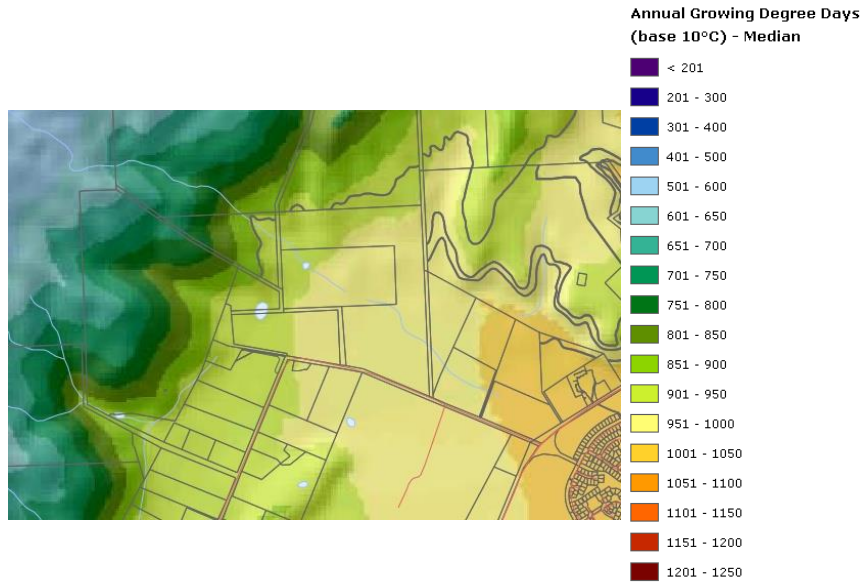 Annual Growing Degree Days
(base 10°C) - Median
< 201
201 - 300
301 - 400
401 - 500
501 - 600
601 - 650
651 - 700
701 - 750
751 - 800
801 - 850
851 - 900
901 - 950
951 - 1000
1001 - 1050
1051 - 1100
1101 - 1150
1151 - 1200
1201 - 1250